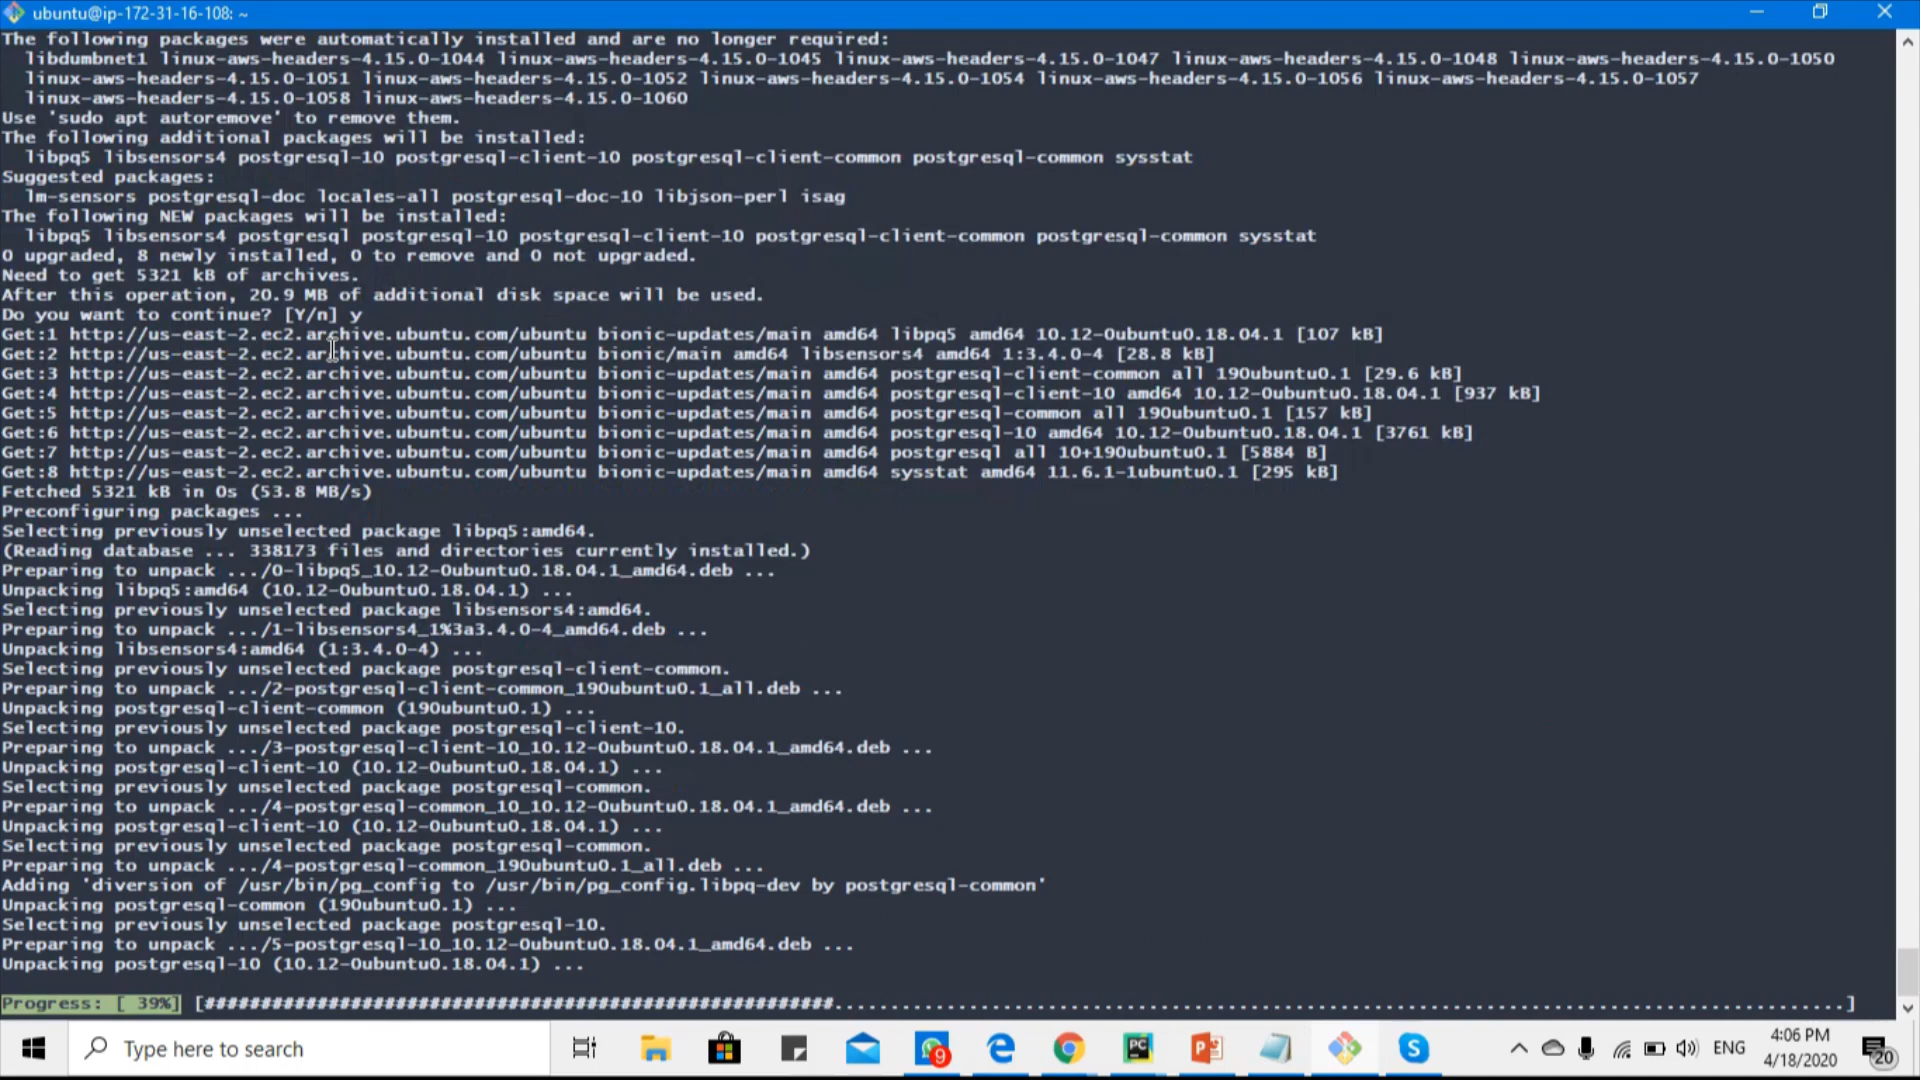 ubuntu@ip-172-31-16-108: ~
The following packages were automatically installed and are no longer required:
libdumbnet1 linux-aws-headers-4.15.0-1044 linux-aws-headers-4.15.0-1045 linux-aws-headers-4.15.0-1047 linux-aws-headers-4.15.0-1048 linux-aws-headers-4.15.0-1050
linux-aws-headers-4.15.0-1051 linux-aws-headers-4.15.0-1052 linux-aws-headers-4.15.0-1054 linux-aws-headers-4.15.0-1056 linux-aws-headers-4.15.0-1057
linux-aws-headers-4.15.0-1058 linux-aws-headers-4.15.0-1060
Use 'sudo apt autoremove' to remove them.
The following additional packages will be installed:
libpq5 libsensors4 postgresql-10 postgresql-client-10 postgresql-client-common postgresql-common sysstat
Suggested packages:
lm-sensors postgresql-doc locales-all postgresql-doc-10 libjson-perl isag
The following NEW packages will be installed:
libpq5 libsensors4 postgresql postgresql-10 postgresql-client-10 postgresql-client-common postgresql-common sysstat
0 upgraded, 8 newly installed, 0 to remove and 0 not upgraded.
Need to get 5321 kB of archives.
After this operation, 20.9 MB of additional disk space will be used.
Do you want to continue? [Y/n] y
Get:1 http://us-east-2.ec2.archive.ubuntu.com/ubuntu bionic-updates/main amd64 libpq5 amd64 10.12-0ubuntu0.18.04.1 [107 kB]
Get:2 http://us-east-2.ec2.archive.ubuntu.com/ubuntu bionic/main amd64 libsensors4 amd64 1:3.4.0-4 [28.8 kB]
Get:3 http://us-east-2.ec2.archive.ubuntu.com/ubuntu bionic-updates/main amd64 postgresql-client-common all 190ubuntu0.1 [29.6 kB]
Get:4 http://us-east-2.ec2.archive.ubuntu.com/ubuntu bionic-updates/main amd64 postgresql-client-10 amd64 10.12-0ubuntu0.18.04.1 [937 kB]
Get:5 http://us-east-2.ec2.archive.ubuntu.com/ubuntu bionic-updates/main amd64 postgresql-common all 190ubuntu0.1 [157 kB]
Get:6 http://us-east-2.ec2.archive.ubuntu.com/ubuntu bionic-updates/main amd64 postgresql-10 amd64 10.12-0ubuntu0.18.04.1 [3761 kB]
Get:7 http://us-east-2.ec2.archive.ubuntu.com/ubuntu bionic-updates/main amd64 postgresql all 10+190ubuntu0.1 [5884 B]
Get:8 http://us-east-2.ec2.archive.ubuntu.com/ubuntu bionic-updates/main amd64 sysstat amd64 11.6.1-1ubuntu0.1 [295 kB]
Fetched 5321 kB in 0s (53.8 MB/s)
Preconfiguring packages ...
Selecting previously unselected package libpq5:amd64.
(Reading database ... 338173 files and directories currently installed.)
Preparing to unpack .../0-libpq5_10.12-0ubuntu0.18.04.1_amd64.deb ...
Unpacking libpq5:amd64 (10.12-0ubuntu0.18.04.1) ...
Selecting previously unselected package libsensors4:amd64.
Preparing to unpack .../1-libsensors4_1%3a3.4.0-4_amd64.deb ...
Unpacking libsensors4:amd64 (1:3.4.0-4) ...
Selecting previously unselected package postgresql-client-common.
Preparing to unpack .../2-postgresql-client-common_190ubuntu0.1_all.deb ...
Unpacking postgresql-client-common (190ubuntu0.1) ...
Selecting previously unselected package postgresql-client-10.
Preparing to unpack .../3-postgresql-client-10_10.12-0ubuntu0.18.04.1_amd64.deb ...
Unpacking postgresql-client-10 (10.12-0ubuntu0.18.04.1) ...
Selecting previously unselected package postgresql-common.
Preparing to unpack .../4-postgresql-common_10_10.12-0ubuntu0.18.04.1_amd64.deb ...
Unpacking postgresql-client-10 (10.12-0ubuntu0.18.04.1) ...
Selecting previously unselected package postgresql-common.
Preparing to unpack .../4-postgresql-common_190ubuntu0.1_all.deb ...
Adding 'diversion of /usr/bin/pg_config to /usr/bin/pg_config.libpq-dev by postgresql-common'
Unpacking postgresql-common (190ubuntu0.1) ...
Selecting previously unselected package postgresql-10.
Preparing to unpack .../5-postgresql-10_10.12-0ubuntu0.18.04.1_amd64.deb ...
Unpacking postgresql-10 (10.12-0ubuntu0.18.04.1) ...
Progress: [ 39%] [########################################################..........................................................................................]
Type here to search
9
PC
ENG
4:06 PM
4/18/2020
20